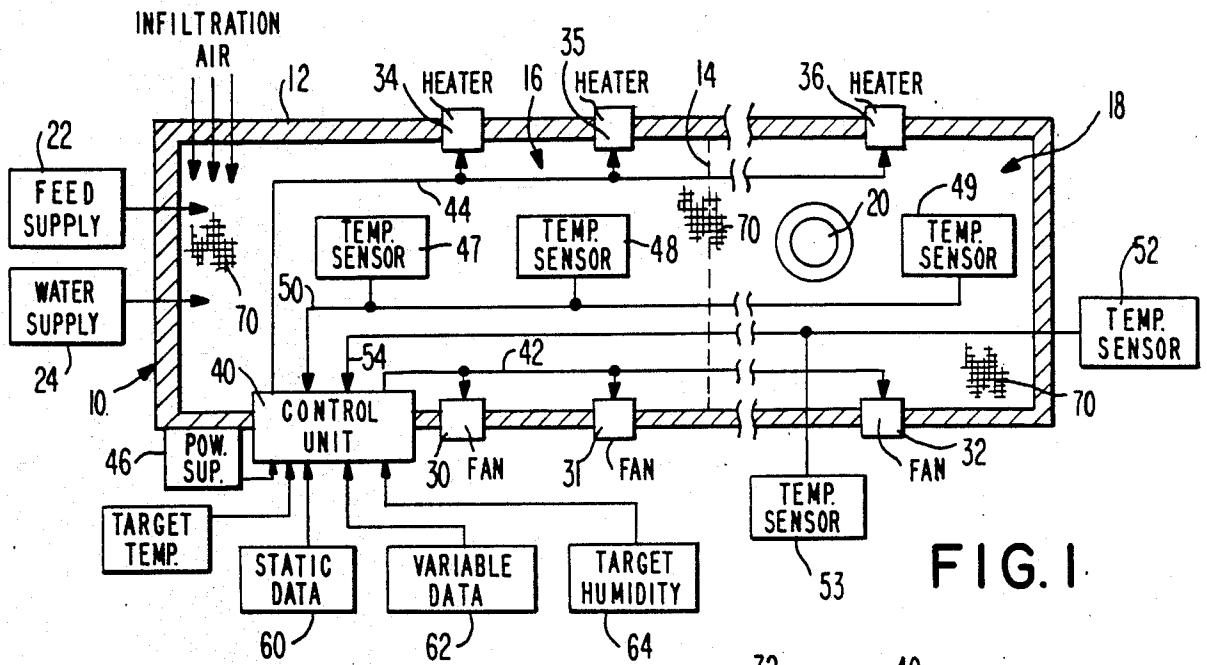 INFILTRATION
AIR
12
34
HEATER
16
35
HEATER
14
36
HEATER
18
22
FEED
SUPPLY
44
70
TEMP.
SENSOR
47
TEMP.
SENSOR
48
70
20
49
TEMP.
SENSOR
52
TEMP.
SENSOR
WATER
SUPPLY
24
50
54
42
10.
40
CONTROL
UNIT
46
POW.
SUP.
30
FAN
31
FAN
32
FAN
70
TARGET
TEMP.
STATIC
DATA
60
VARIABLE
DATA
62
TARGET
HUMIDITY
64
TEMP.
SENSOR
53
FIG. 1